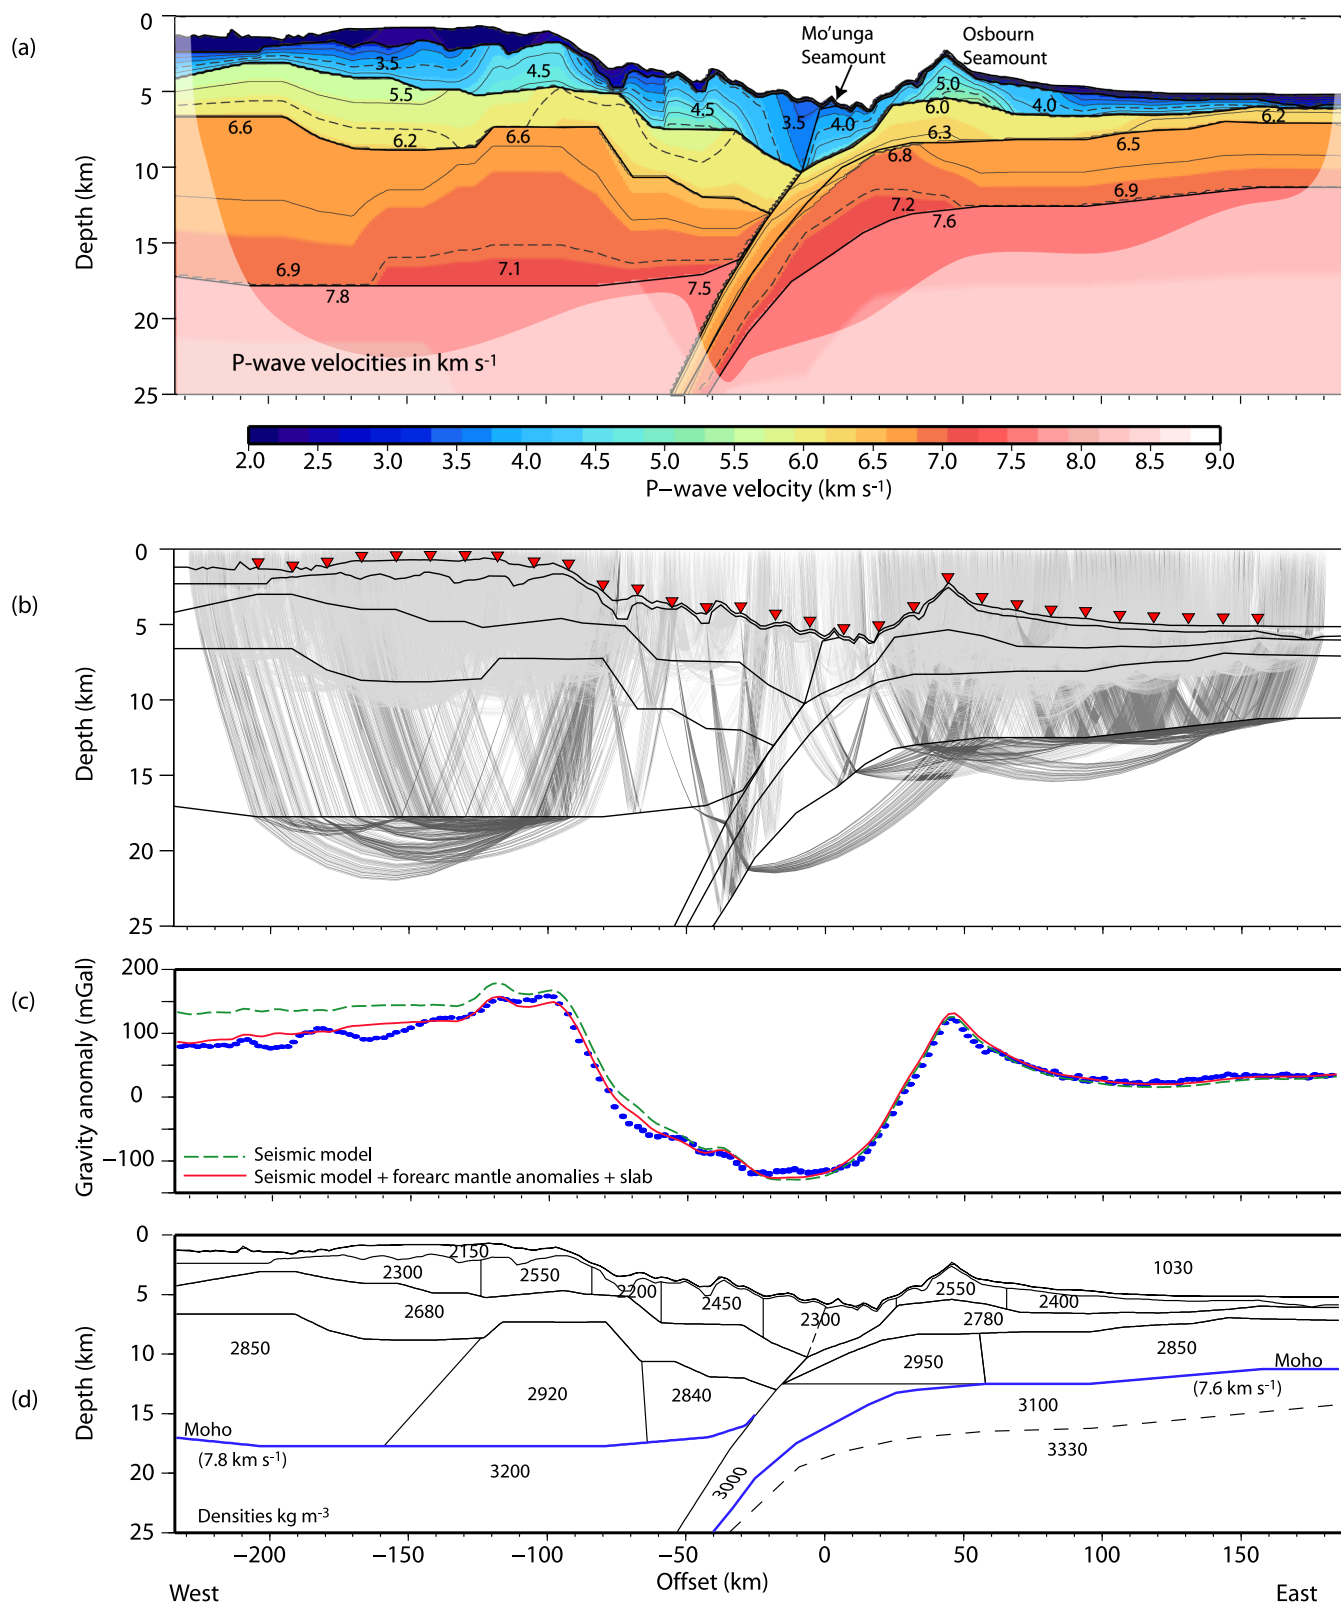 (a)
0
5
10
15
20
25
Depth (km)
Mo'unga
Seamount
Osbourn
Seamount
3.5
4.5
5.5
6.6
6.2
6.6
4.5
3.5
4.0
5.0
6.0
4.0
6.3
6.8
6.5
6.2
6.9
7.2
7.6
6.9
7.1
7.8
7.5
P-wave velocities in km s-1
2.0 2.5 3.0 3.5 4.0 4.5 5.0 5.5 6.0 6.5 7.0 7.5 8.0 8.5 9.0
P–wave velocity (km s-1)
(b)
0
5
10
15
20
25
Depth (km)
(c)
200
100
0
−100
Gravity anomaly (mGal)
Seismic model
Seismic model + forearc mantle anomalies + slab
(d)
0
5
10
15
20
25
Depth (km)
2150
2300
2550
2200
2450
2300
2550
2400
1030
2680
2780
2850
2920
2840
2950
2850
Moho
(7.8 km s-1)
Moho
(7.6 km s-1)
3200
3000
3100
3330
Densities kg m-3
−200 −150 −100 −50 0 50 100 150
Offset (km)
West
East